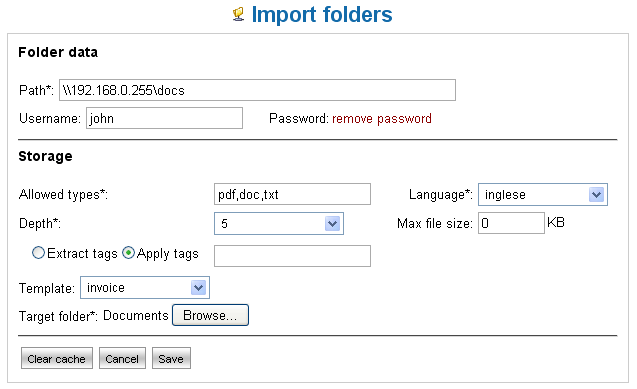 Import folders
Folder data
Path*: \\192.168.0.255\docs
Username: john Password: remove password
Storage
Allowed types*: pdf,doc,txt Language*: inglese
Depth*: 5 Max file size: 0 KB
Extract tags Apply tags
Template: invoice
Target folder*: Documents Browse...
Clear cache Cancel Save